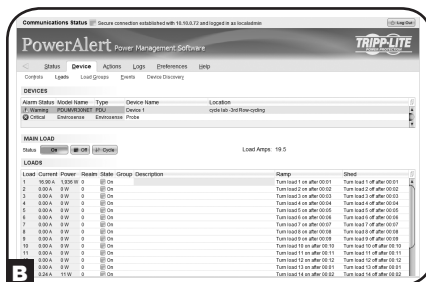 Communications Status Secure connection established with 10.10.0.72 and logged in as localadmin Log Out
PowerAlert Power Management Software
TRIPP·LITE
Status Device Actions Logs Preferences Help
Controls Loads Load Groups Events Device Discovery
DEVICES
Alarm Status Model Name Type Device Name Location
Warning PDUMVR30NET PDU Device 1 cycle lab -3rd Row-cycling
Critical Envirosense Envirosense Probe
MAIN LOAD
Status On Off Cycle Load Amps: 19.5
LOADS
Load Current Power Realm State Group Description Ramp Shed
1 16.90 A 1,936 W 0 On Turn load 1 on after 00:01 Turn load 1 off after 00:01
2 0.00 A 0 W 0 On Turn load 2 on after 00:02 Turn load 2 off after 00:02
3 0.00 A 0 W 0 On Turn load 3 on after 00:03 Turn load 3 off after 00:03
4 0.00 A 0 W 0 On Turn load 4 on after 00:04 Turn load 4 off after 00:04
5 0.00 A 0 W 0 On Turn load 5 on after 00:05 Turn load 5 off after 00:05
6 0.00 A 0 W 0 On Turn load 6 on after 00:06 Turn load 6 off after 00:06
7 0.00 A 0 W 0 On Turn load 7 on after 00:07 Turn load 7 off after 00:07
8 0.00 A 0 W 0 On Turn load 8 on after 00:08 Turn load 8 off after 00:08
9 0.00 A 0 W 0 On Turn load 9 on after 00:09 Turn load 9 off after 00:09
10 0.00 A 0 W 0 On Turn load 10 on after 00:10 Turn load 10 off after 00:10
11 0.00 A 0 W 0 On Turn load 11 on after 00:11 Turn load 11 off after 00:11
12 0.00 A 0 W 0 On Turn load 12 on after 00:12 Turn load 12 off after 00:12
13 0.00 A 0 W 0 On Turn load 13 on after 00:13 Turn load 13 off after 00:01
14 0.24 A 11 W 0 On Turn load 14 on after 00:14 Turn load 14 off after 00:01
B